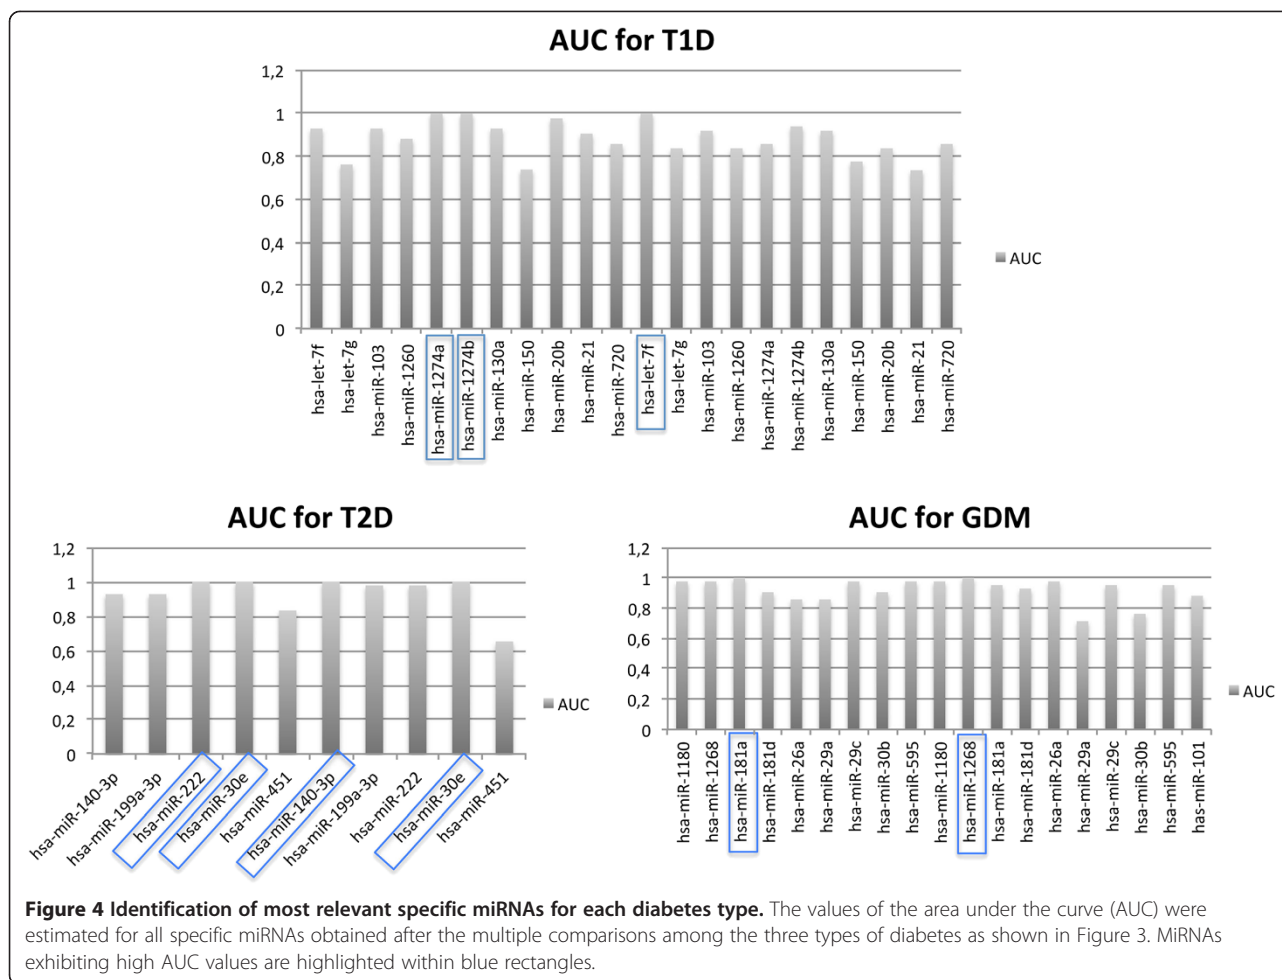 AUC for T1D
1,2
1
0,8
0,6
0,4
0,2
0
AUC
hsa-let-7f
hsa-let-7g
hsa-miR-103
hsa-miR-1260
hsa-miR-1274a
hsa-miR-1274b
hsa-miR-130a
hsa-miR-150
hsa-miR-20b
hsa-miR-21
hsa-miR-720
hsa-let-7f
hsa-let-7g
hsa-miR-103
hsa-miR-1260
hsa-miR-1274a
hsa-miR-1274b
hsa-miR-130a
hsa-miR-150
hsa-miR-20b
hsa-miR-21
hsa-miR-720
AUC for T2D
1,2
1
0,8
0,6
0,4
0,2
0
AUC
hsa-miR-140-3p
hsa-miR-199a-3p
hsa-miR-222
hsa-miR-30e
hsa-miR-451
hsa-miR-140-3p
hsa-miR-199a-3p
hsa-miR-222
hsa-miR-30e
hsa-miR-451
AUC for GDM
1,2
1
0,8
0,6
0,4
0,2
0
AUC
hsa-miR-1180
hsa-miR-1268
hsa-miR-181a
hsa-miR-181d
hsa-miR-26a
hsa-miR-29a
hsa-miR-29c
hsa-miR-30b
hsa-miR-595
hsa-miR-1180
hsa-miR-1268
hsa-miR-181a
hsa-miR-181d
hsa-miR-26a
hsa-miR-29a
hsa-miR-29c
hsa-miR-30b
hsa-miR-595
has-miR-101
Figure 4 Identification of most relevant specific miRNAs for each diabetes type. The values of the area under the curve (AUC) were
estimated for all specific miRNAs obtained after the multiple comparisons among the three types of diabetes as shown in Figure 3. MiRNAs
exhibiting high AUC values are highlighted within blue rectangles.